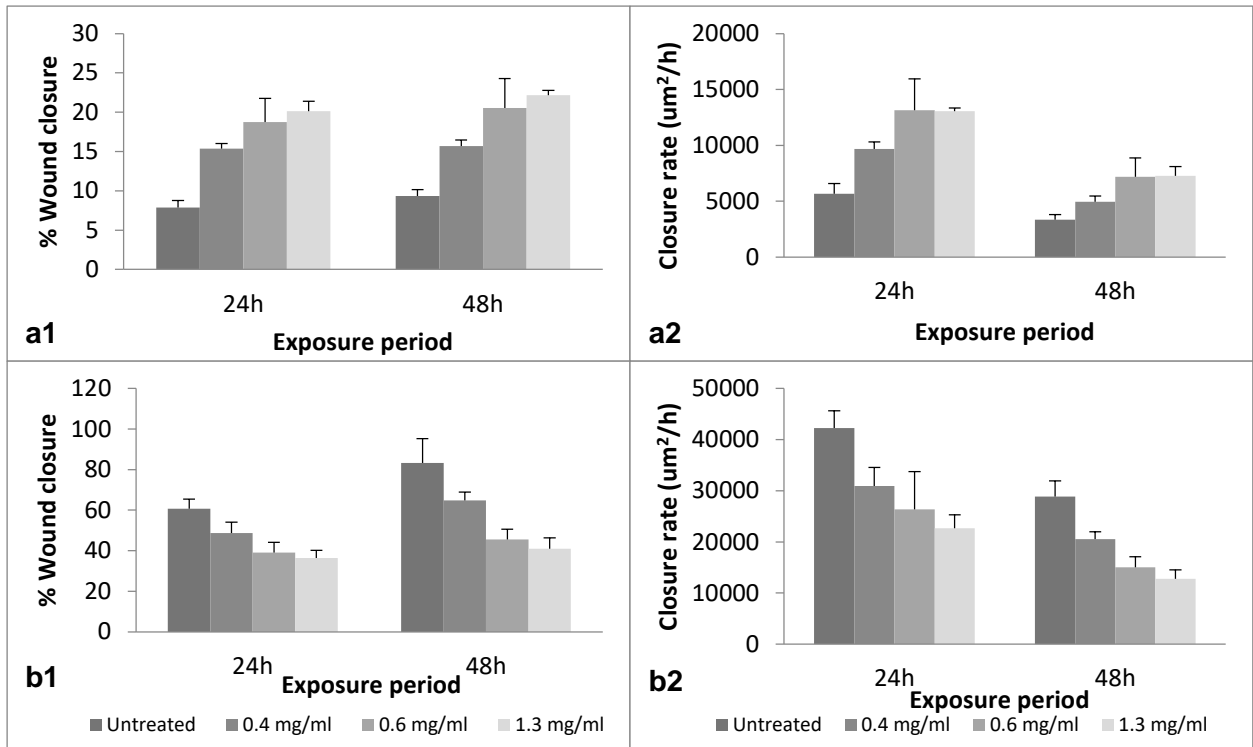 30
25
20
15
10
5
0
% Wound closure
24h 48h
Exposure period
a1
20000
15000
10000
5000
0
Closure rate (um²/h)
24h 48h
Exposure period
a2
120
100
80
60
40
20
0
% Wound closure
24h 48h
Exposure period
b1
Untreated 0.4 mg/ml 0.6 mg/ml 1.3 mg/ml
50000
40000
30000
20000
10000
0
Closure rate (um²/h)
24h 48h
Exposure period
b2
Untreated 0.4 mg/ml 0.6 mg/ml 1.3 mg/ml